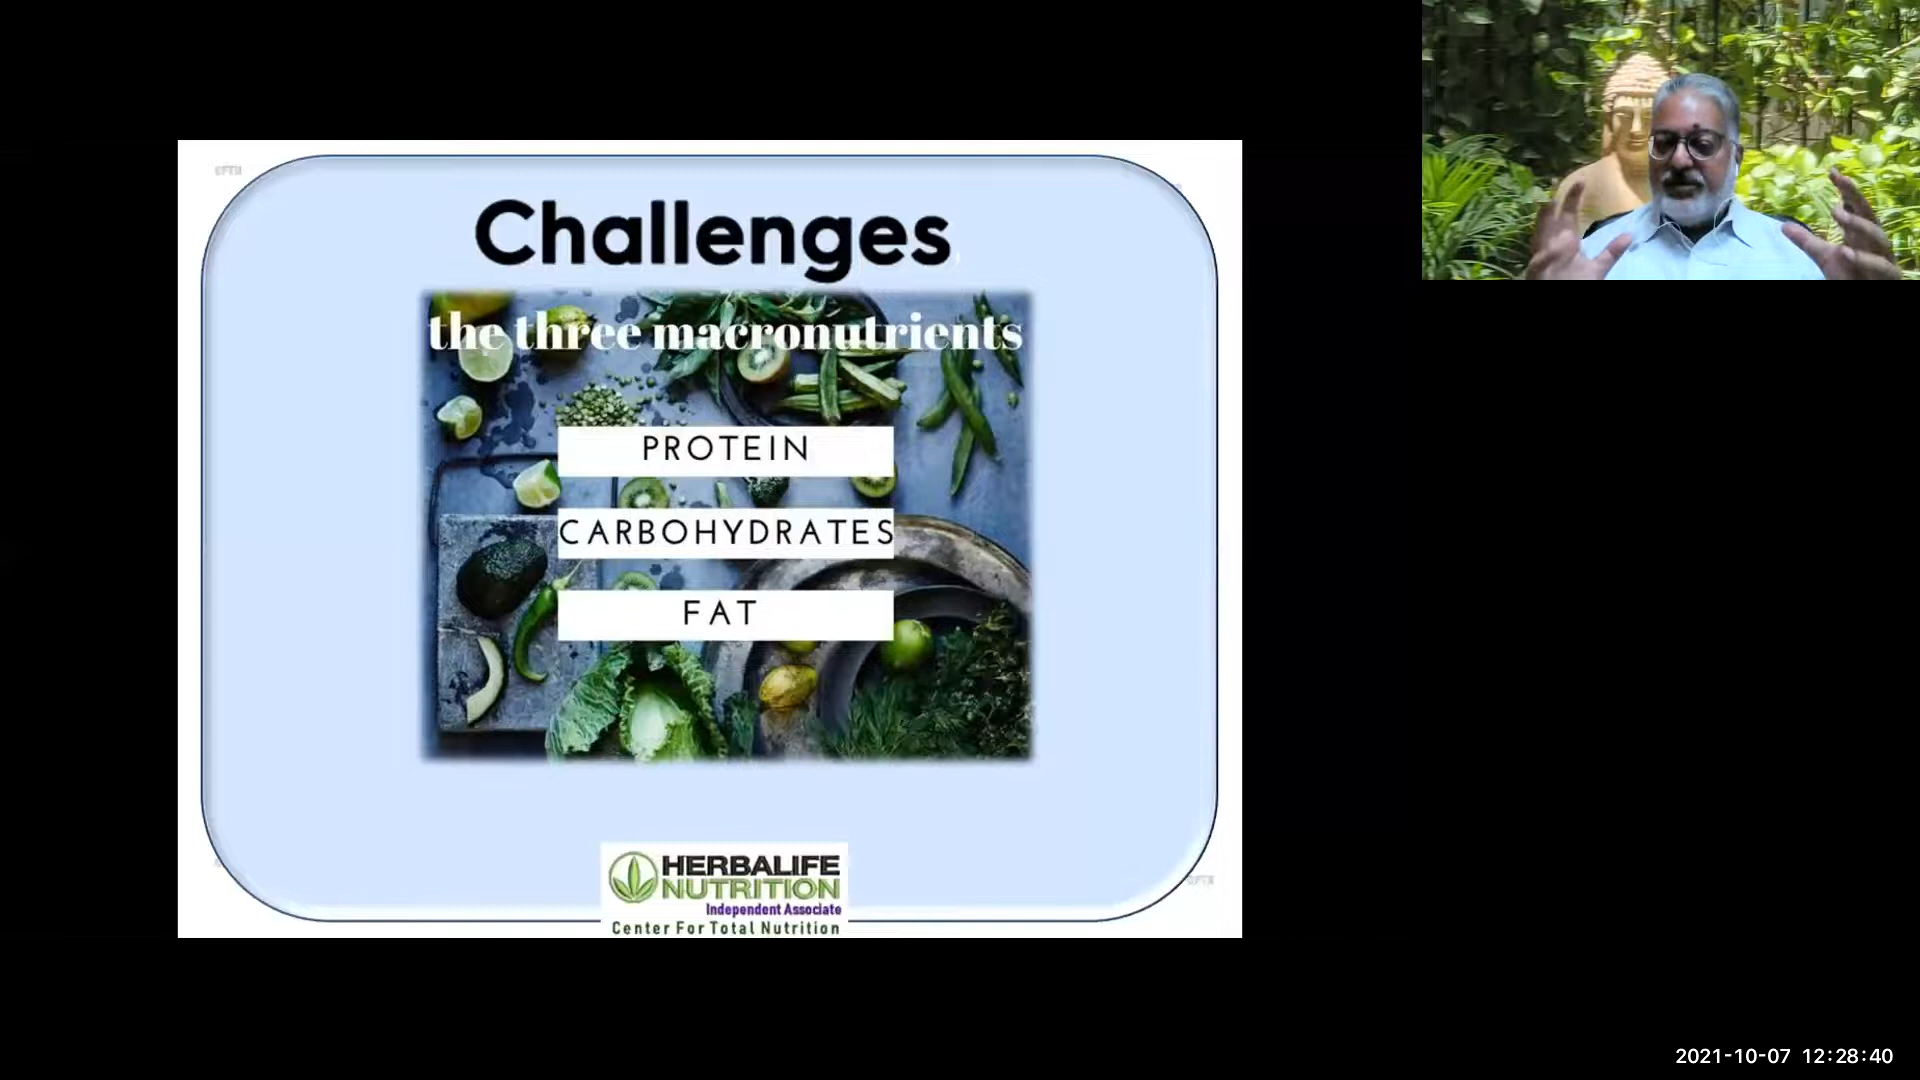 Challenges
the three macronutrients
PROTEIN
CARBOHYDRATES
FAT
HERBALIFE
NUTRITION
Independent Associate
Center For Total Nutrition
2021-10-07 12:28:40